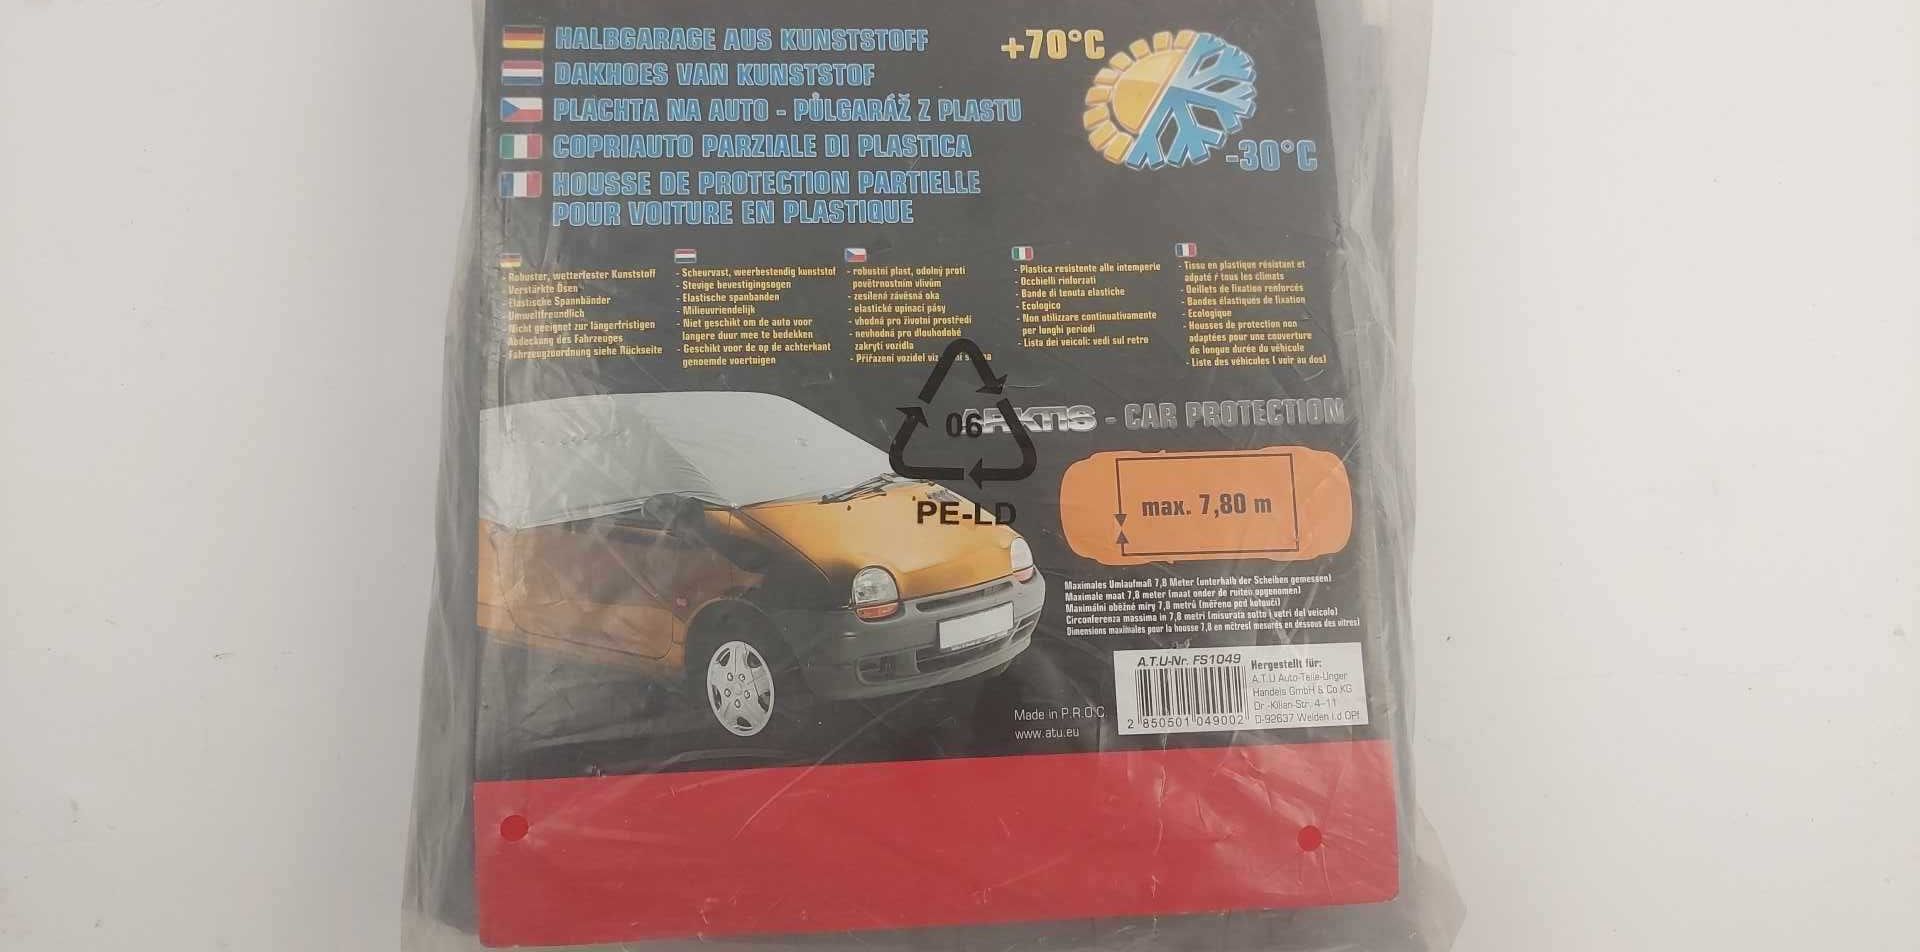 HALBGARAGE AUS KUNSTSTOFF
DAKHOES VAN KUNSTSTOF
PLACHTA NA AUTO - PŮLGARÁŽ Z PLASTU
COPRIAUTO PARZIALE DI PLASTICA
HOUSSE DE PROTECTION PARTIELLE
POUR VOITURE EN PLASTIQUE
+70°C
-30°C
- Robuster, wetterfester Kunststoff
- Verstärkte Ösen
- Elastische Spannbänder
- Umweltfreundlich
- Nicht geeignet zur längerfristigen
Abdeckung des Fahrzeuges
- Fahrzeugzuordnung siehe Rückseite
- Scheurvast, weerbestendig kunststof
- Stevige bevestigingsogen
- Elastische spanbanden
- Milieuvriendelijk
- Niet geschikt om de auto voor
langere duur mee te bedekken
- Geschikt voor de op de achterkant
genoemde voertuigen
- robustní plast, odolný proti
povětrnostním vlivům
- zesílená závěsná oka
- elastické upínací pásy
- vhodná pro životní prostředí
- nevhodná pro dlouhodobé
zakrytí vozidla
- Přiřazení vozidel viz
- Plastica resistente alle intemperie
- Occhielli rinforzati
- Bande di tenuta elastiche
- Ecologico
- Non utilizzare continuativamente
per lunghi periodi
- Lista dei veicoli: vedi sul retro
- Tissu en plastique résistant et
adpaté ŕ tous les climats
- Oeillets de fixation renforcés
- Bandes élastiques de fixation
- Ecologique
- Housses de protection non
adaptées pour une couverture
de longue durée du véhicule
- Liste des véhicules ( voir au dos)
06
PE-LD
ARKTIS - CAR PROTECTION
max. 7,80 m
Maximales Umlaufmaß 7,8 Meter (unterhalb der Scheiben gemessen)
Maximale maat 7,8 meter (maat onder de ruiten opgenomen)
Maximální oběžné míry 7,8 metrů (měřeno pod kotoučí)
Circonferenza massima in 7,8 metri (misurata sotto i vetri del veicolo)
Dimensions maximales pour la housse 7,8 en mčtres( mesurés en dessous des vitres)
A.T.U-Nr. FS1049
2 850501 049002
Hergestellt für:
A.T.U Auto-Teile-Unger
Handels GmbH & Co.KG
Dr.-Kilian-Str. 4-11
D-92637 Weiden i.d OPf.
Made in P.R.O.C.
www.atu.eu